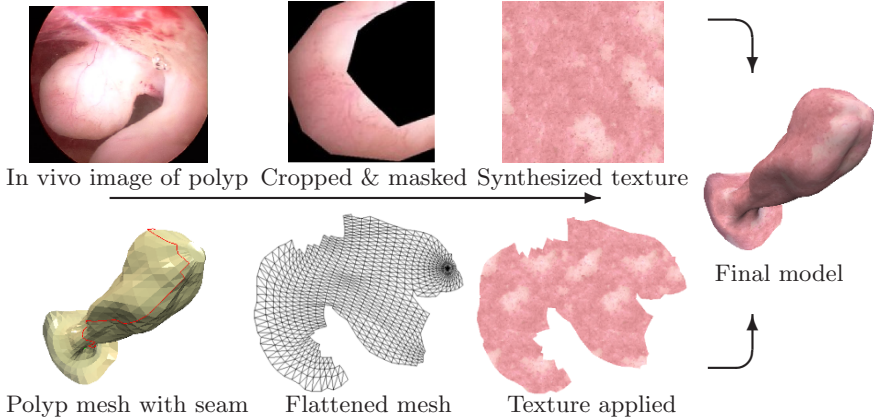 In vivo image of polyp
Cropped & masked
Synthesized texture
Final model
Polyp mesh with seam
Flattened mesh
Texture applied